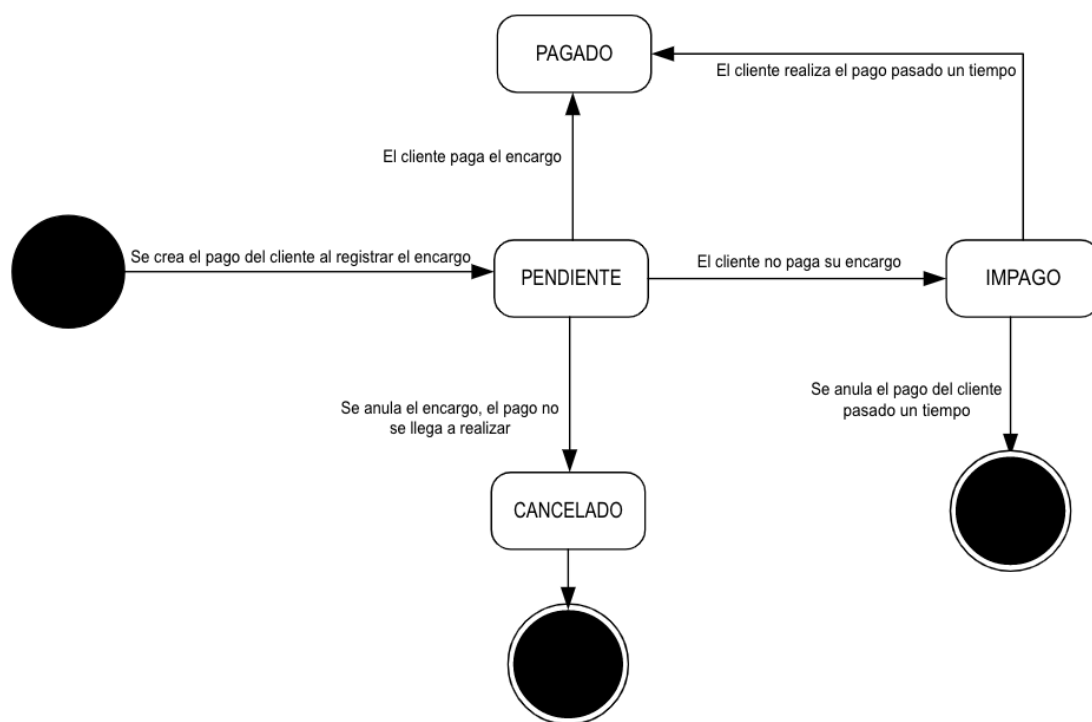 PAGADO
El cliente realiza el pago pasado un tiempo
El cliente paga el encargo
Se crea el pago del cliente al registrar el encargo
PENDIENTE
El cliente no paga su encargo
IMPAGO
Se anula el encargo, el pago no
se llega a realizar
Se anula el pago del cliente
pasado un tiempo
CANCELADO